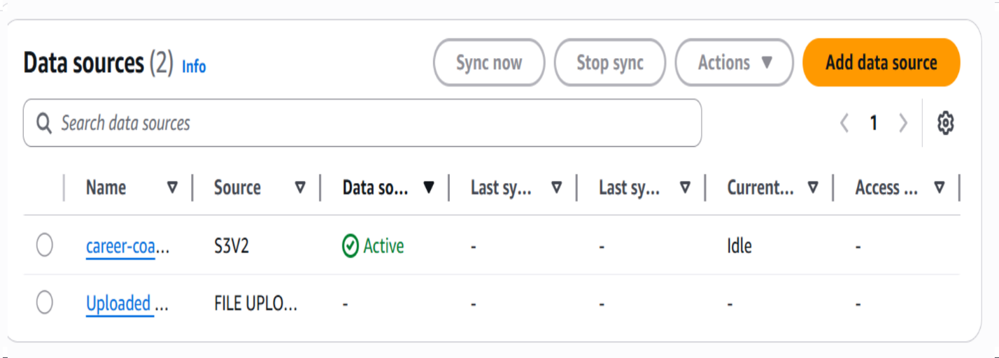 Data sources (2) Info Sync now Stop sync Actions Add data source
Search data sources 1
Name Source Data so... Last sy... Last sy... Current... Access ...
career-coa... S3V2 Active - - Idle -
Uploaded ... FILE UPLO... - - - - -